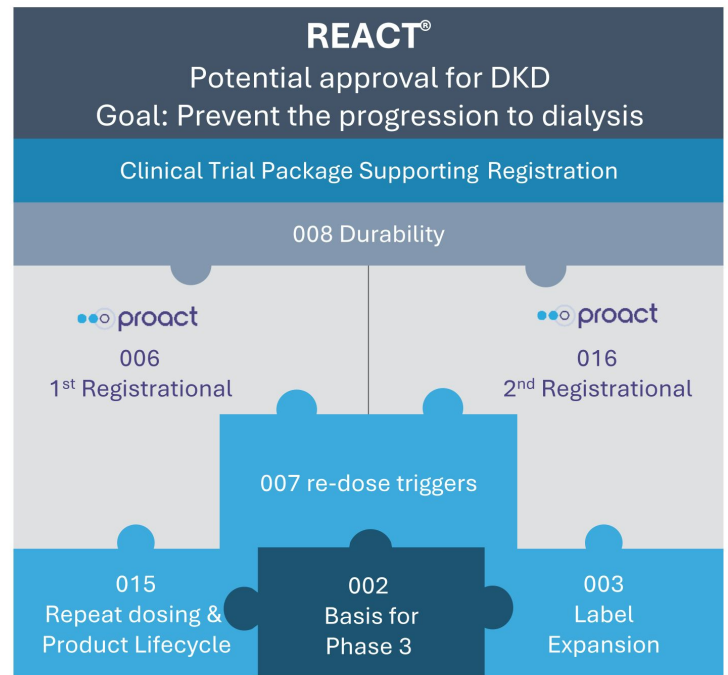 REACT®
Potential approval for DKD
Goal: Prevent the progression to dialysis
Clinical Trial Package Supporting Registration
008 Durability
proact
006
1st Registrational
proact
016
2nd Registrational
007 re-dose triggers
015
Repeat dosing &
Product Lifecycle
002
Basis for
Phase 3
003
Label
Expansion